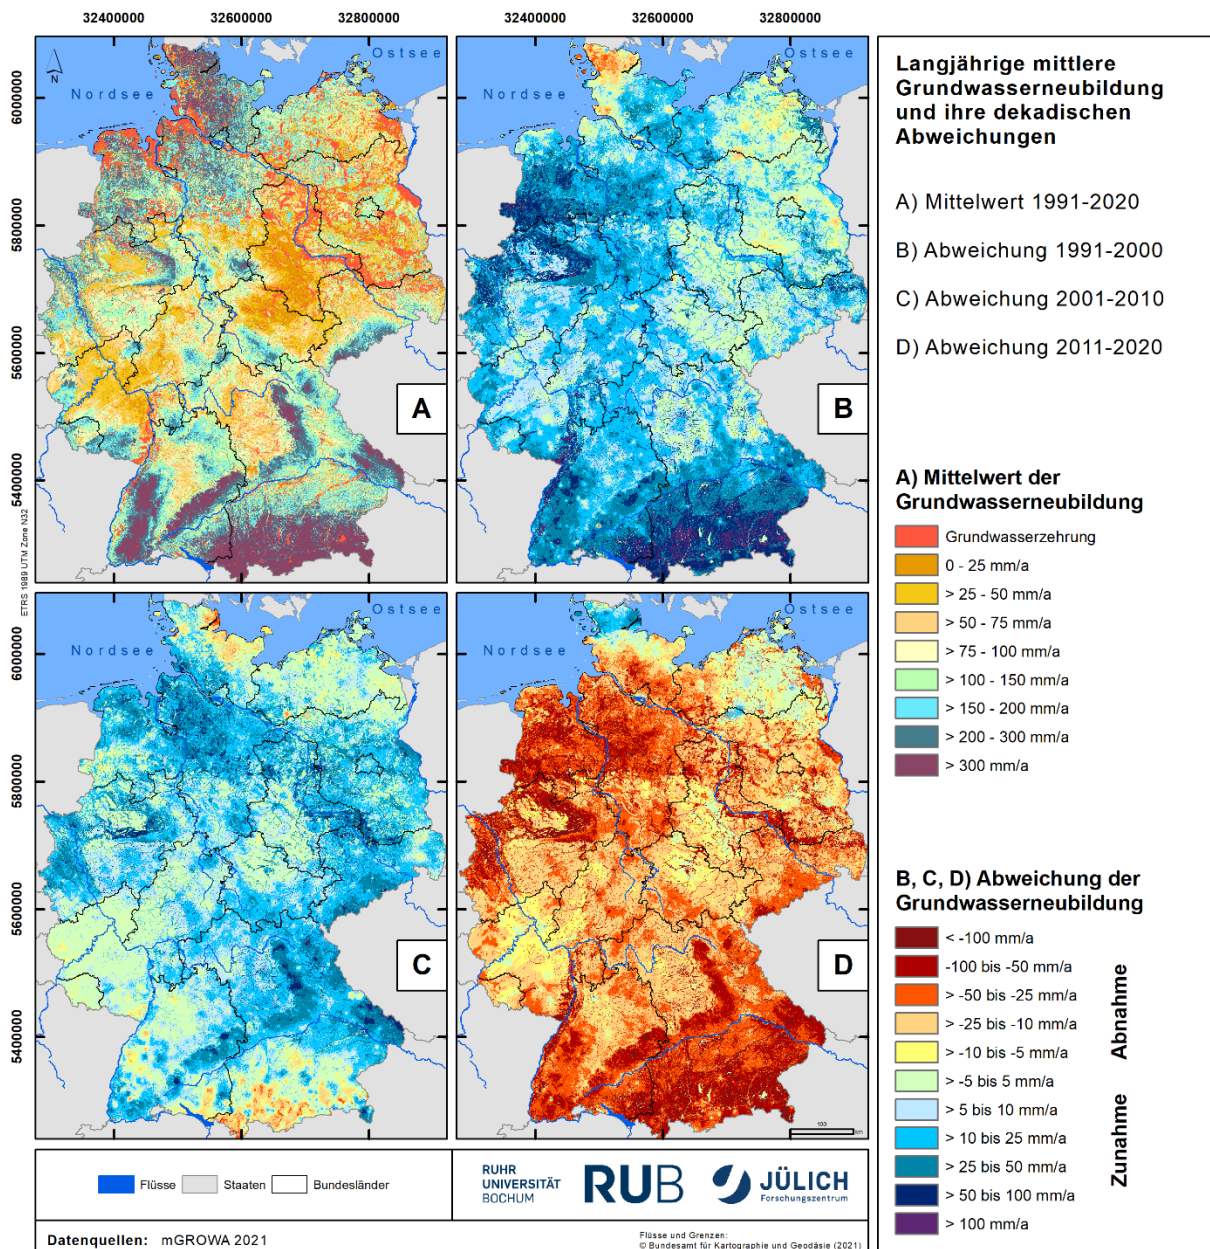 32400000 32600000 32800000 32400000 32600000 32800000
6000000
5800000
5600000
5400000
ETRS 1989 UTM Zone N32
6000000
5800000
5600000
5400000
N
Nordsee
Ostsee
A
Nordsee
Ostsee
B
Nordsee
Ostsee
C
Nordsee
Ostsee
D
100
km
Langjährige mittlere
Grundwasserneubildung
und ihre dekadischen
Abweichungen
A) Mittelwert 1991-2020
B) Abweichung 1991-2000
C) Abweichung 2001-2010
D) Abweichung 2011-2020
A) Mittelwert der
Grundwasserneubildung
Grundwasserzehrung
0 - 25 mm/a
> 25 - 50 mm/a
> 50 - 75 mm/a
> 75 - 100 mm/a
> 100 - 150 mm/a
> 150 - 200 mm/a
> 200 - 300 mm/a
> 300 mm/a
B, C, D) Abweichung der
Grundwasserneubildung
< -100 mm/a
-100 bis -50 mm/a
> -50 bis -25 mm/a
> -25 bis -10 mm/a
> -10 bis -5 mm/a
> -5 bis 5 mm/a
> 5 bis 10 mm/a
> 10 bis 25 mm/a
> 25 bis 50 mm/a
> 50 bis 100 mm/a
> 100 mm/a
Abnahme
Zunahme
Flüsse Staaten Bundesländer
RUHR
UNIVERSITÄT
BOCHUM
RUB
JÜLICH
Forschungszentrum
Datenquellen: mGROWA 2021
Flüsse und Grenzen:
© Bundesamt für Kartographie und Geodäsie (2021)